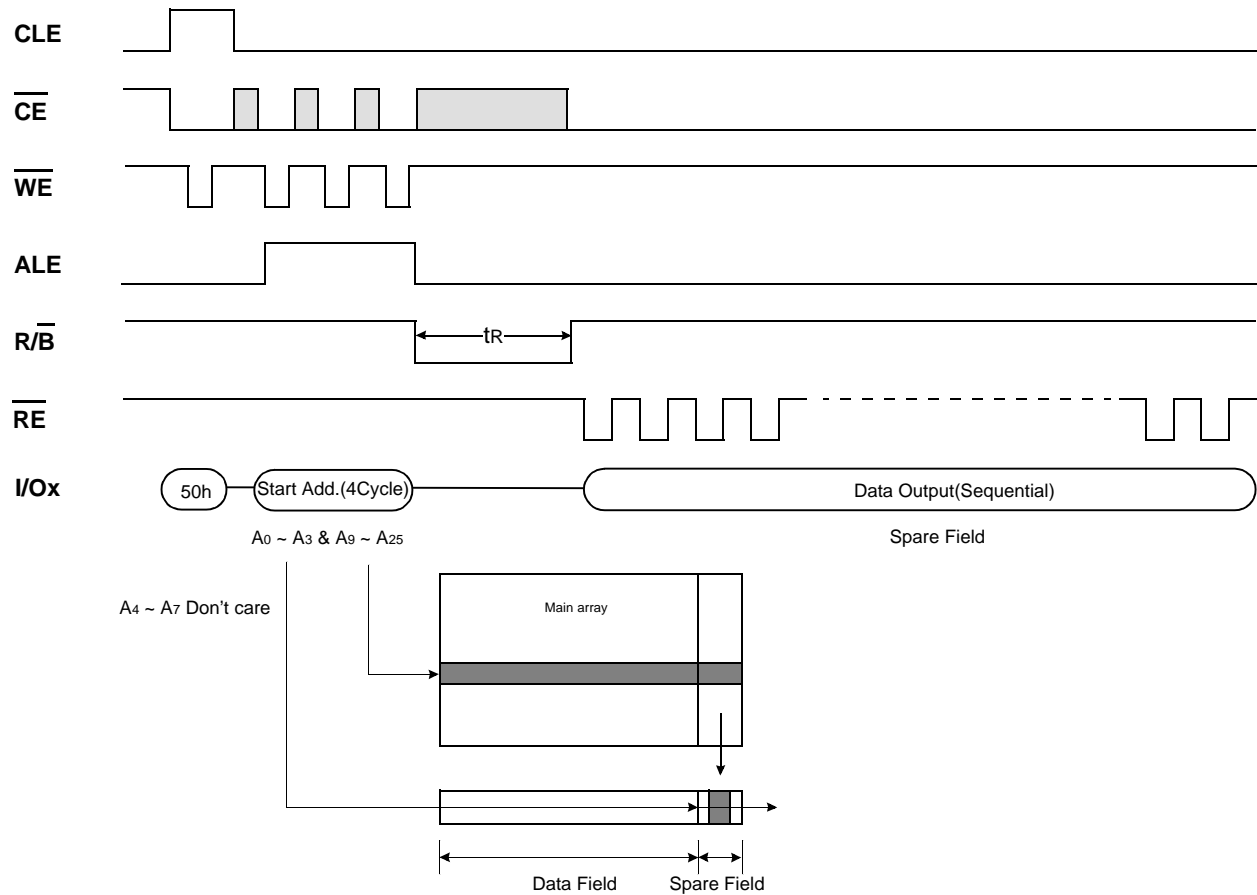 CLE
CE
WE
ALE
R/B
tR
RE
I/Ox
50h
Start Add.(4Cycle)
Data Output(Sequential)
A0 ~ A3 & A9 ~ A25
Spare Field
A4 ~ A7 Don't care
Main array
Data Field
Spare Field